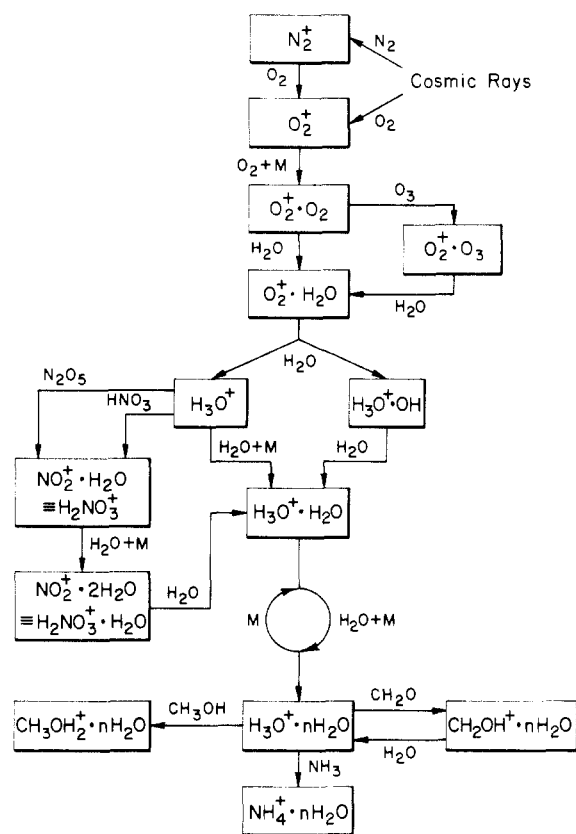 N₂⁺
N₂
O₂
Cosmic Rays
O₂⁺
O₂
O₂+M
O₂⁺·O₂
O₃
H₂O
O₂⁺·O₃
O₂⁺·H₂O
H₂O
H₂O
N₂O₅
HNO₃
H₃O⁺
H₃O⁺·OH
H₂O+M
H₂O
NO₂⁺·H₂O
≡H₂NO₃⁺
H₃O⁺·H₂O
H₂O+M
NO₂⁺·2H₂O
≡H₂NO₃⁺·H₂O
H₂O
M
H₂O+M
CH₃OH
CH₂O
CH₃OH₂⁺·nH₂O
H₃O⁺·nH₂O
CH₂OH⁺·nH₂O
H₂O
NH₃
NH₄⁺·nH₂O